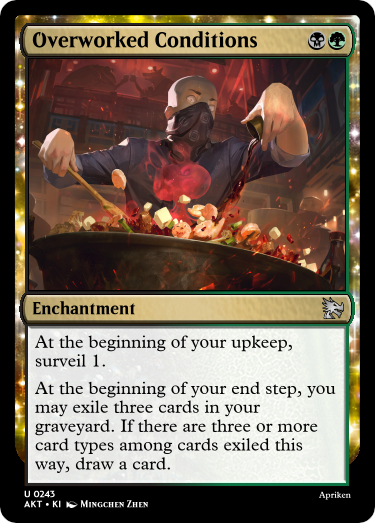 Overworked Conditions
Enchantment
At the beginning of your upkeep,
surveil 1.
At the beginning of your end step, you
may exile three cards in your
graveyard. If there are three or more
card types among cards exiled this
way, draw a card.
U 0243
AKT • KI Mingchen Zhen
Apriken